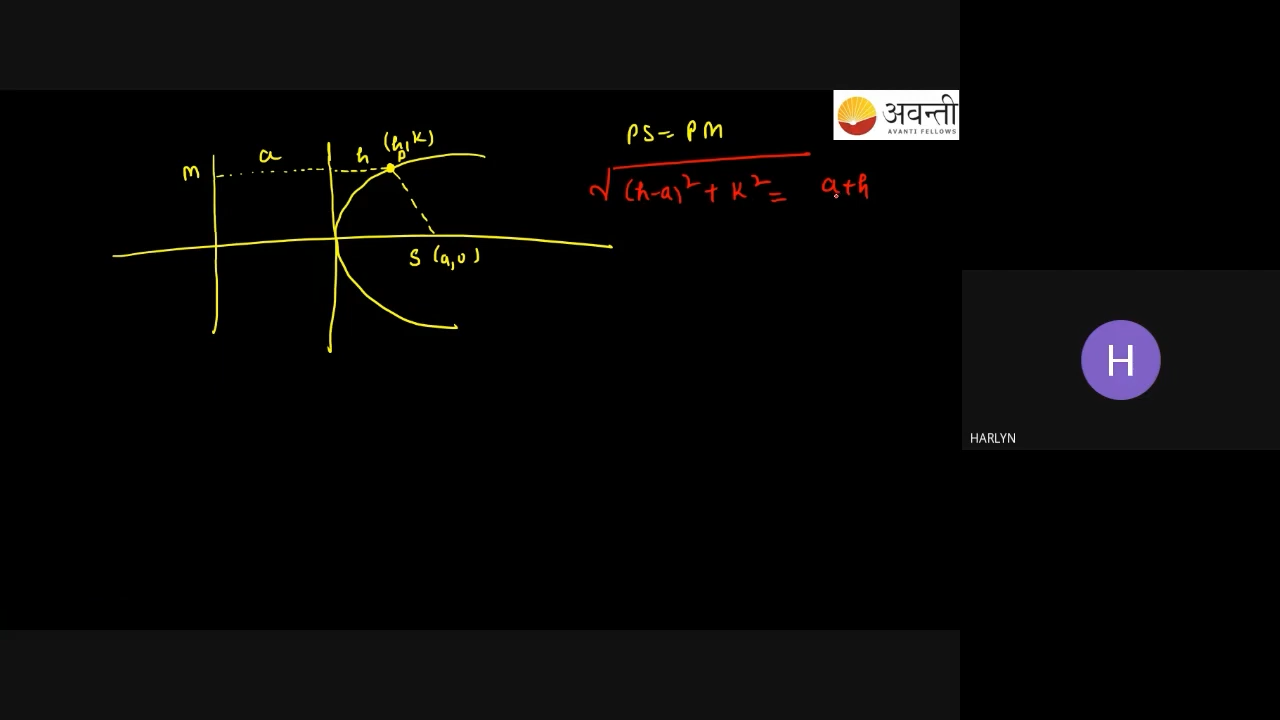 अवन्ती
AVANTI FELLOWS
PS = PM
(h,k)
P
a
h
M
√(h-a)² + k² = a+h
S (a,0)
H
HARLYN